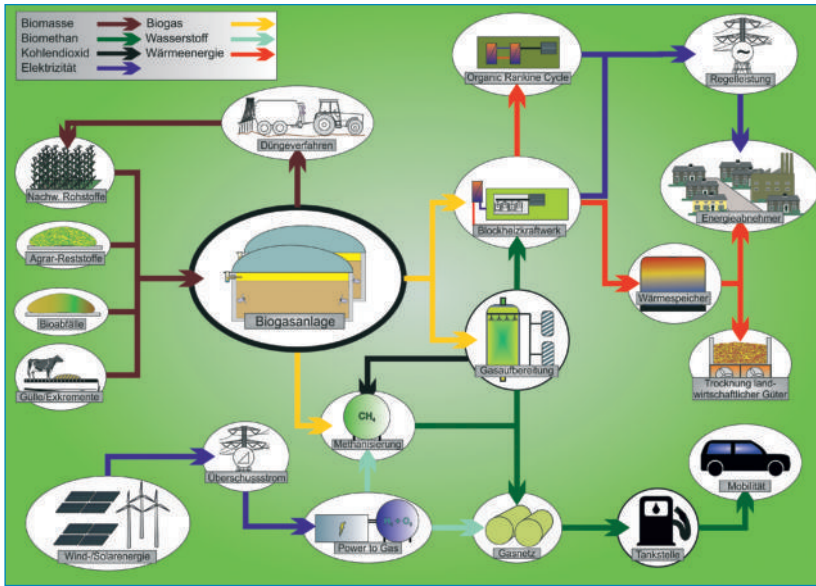 Biomasse
Biomethan
Kohlendioxid
Elektrizität
Biogas
Wasserstoff
Wärmeenergie
Organic Rankine Cycle
Regelleistung
Düngeverfahren
Nachw. Rohstoffe
Blockheizkraftwerk
Energieabnehmer
Agrar-Reststoffe
Biogasanlage
Wärmespeicher
Bioabfälle
Gasaufbereitung
Gülle/Exkremente
Trocknung land-
wirtschaftlicher Güter
CH₄
Methanisierung
Überschussstrom
Mobilität
Wind-/Solarenergie
Power to Gas
Gasnetz
Tankstelle